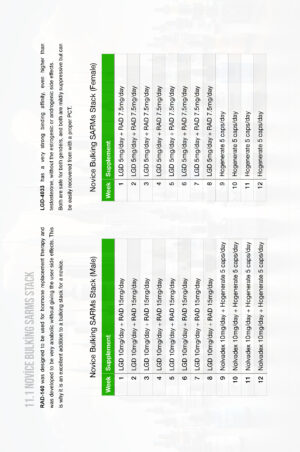 11.1 NOVICE BULKING SARMS STACK
RAD-140 was designed to be used for hormone replacement therapy and
was developed to be very anabolic without giving the user side effects. This
is why it is an excellent addition to a bulking stack for a novice.
LGD-4033 has a very strong binding affinity, even higher than
testosterone, without the estrogenic or androgenic side effects.
Both are safe for both genders, and both are mildly suppressive but can
be easily recovered from with a proper PCT.
Novice Bulking SARMs Stack (Male)
Week Supplement
1 LGD 10mg/day + RAD 15mg/day
2 LGD 10mg/day + RAD 15mg/day
3 LGD 10mg/day + RAD 15mg/day
4 LGD 10mg/day + RAD 15mg/day
5 LGD 10mg/day + RAD 15mg/day
6 LGD 10mg/day + RAD 15mg/day
7 LGD 10mg/day + RAD 15mg/day
8 LGD 10mg/day + RAD 15mg/day
9 Nolvadex 10mg/day + Hcgenerate 5 caps/day
10 Nolvadex 10mg/day + Hcgenerate 5 caps/day
11 Nolvadex 10mg/day + Hcgenerate 5 caps/day
12 Nolvadex 10mg/day + Hcgenerate 5 caps/day
Novice Bulking SARMs Stack (Female)
Week Supplement
1 LGD 5mg/day + RAD 7.5mg/day
2 LGD 5mg/day + RAD 7.5mg/day
3 LGD 5mg/day + RAD 7.5mg/day
4 LGD 5mg/day + RAD 7.5mg/day
5 LGD 5mg/day + RAD 7.5mg/day
6 LGD 5mg/day + RAD 7.5mg/day
7 LGD 5mg/day + RAD 7.5mg/day
8 LGD 5mg/day + RAD 7.5mg/day
9 Hcgenerate 5 caps/day
10 Hcgenerate 5 caps/day
11 Hcgenerate 5 caps/day
12 Hcgenerate 5 caps/day